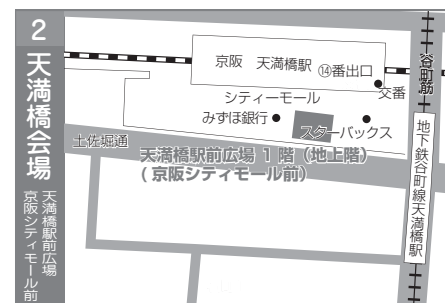 2
天満橋会場
天満橋駅前広場
京阪シティモール前
京阪 天満橋駅
⑭番出口
交番
シティーモール
みずほ銀行
スターバックス
土佐堀通
天満橋駅前広場 1 階（地上階）
( 京阪シティモール前)
谷町筋
地下鉄谷町線天満橋駅